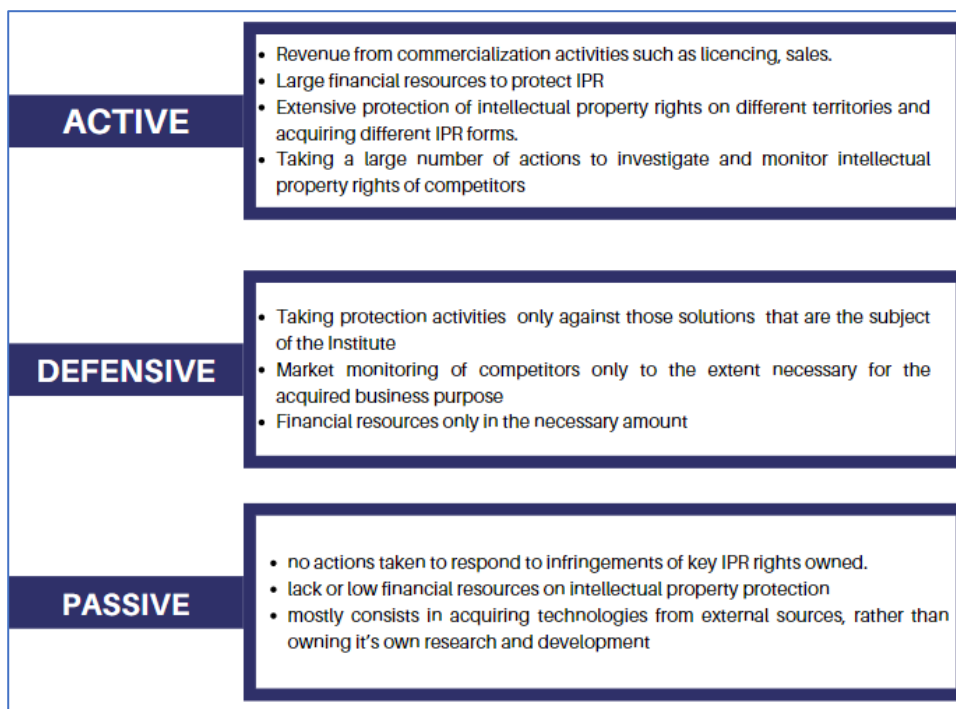 ACTIVE
• Revenue from commercialization activities such as licencing, sales.
• Large financial resources to protect IPR
• Extensive protection of intellectual property rights on different territories and
acquiring different IPR forms.
• Taking a large number of actions to investigate and monitor intellectual
property rights of competitors
DEFENSIVE
• Taking protection activities only against those solutions that are the subject
of the Institute
• Market monitoring of competitors only to the extent necessary for the
acquired business purpose
• Financial resources only in the necessary amount
PASSIVE
• no actions taken to respond to infringements of key IPR rights owned.
• lack or low financial resources on intellectual property protection
• mostly consists in acquiring technologies from external sources, rather than
owning it's own research and development